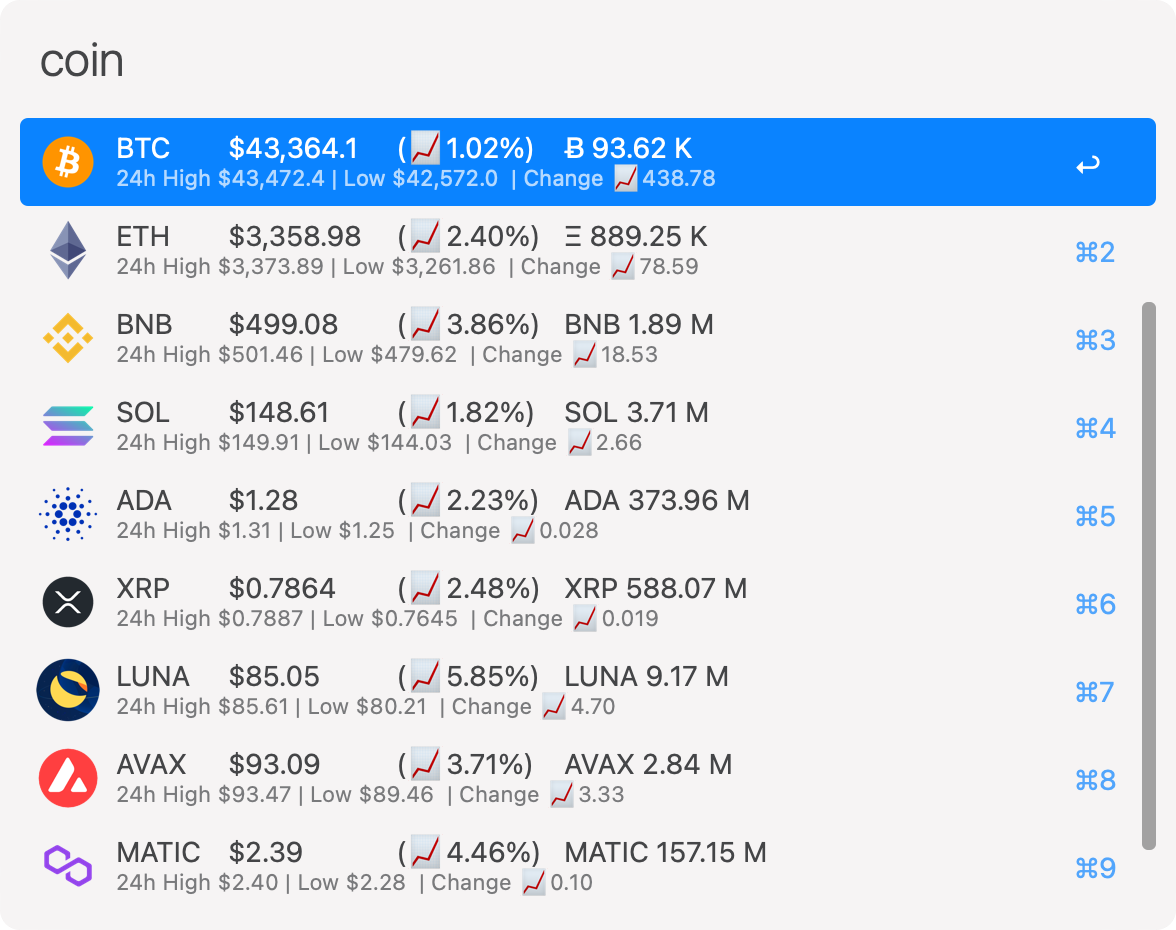 coin
BTC $43,364.1 (📈1.02%) Ƀ 93.62 K
24h High $43,472.4 | Low $42,572.0 | Change 📈438.78
↩
ETH $3,358.98 (📈2.40%) Ξ 889.25 K
24h High $3,373.89 | Low $3,261.86 | Change 📈78.59
⌘2
BNB $499.08 (📈3.86%) BNB 1.89 M
24h High $501.46 | Low $479.62 | Change 📈18.53
⌘3
SOL $148.61 (📈1.82%) SOL 3.71 M
24h High $149.91 | Low $144.03 | Change 📈2.66
⌘4
ADA $1.28 (📈2.23%) ADA 373.96 M
24h High $1.31 | Low $1.25 | Change 📈0.028
⌘5
XRP $0.7864 (📈2.48%) XRP 588.07 M
24h High $0.7887 | Low $0.7645 | Change 📈0.019
⌘6
LUNA $85.05 (📈5.85%) LUNA 9.17 M
24h High $85.61 | Low $80.21 | Change 📈4.70
⌘7
AVAX $93.09 (📈3.71%) AVAX 2.84 M
24h High $93.47 | Low $89.46 | Change 📈3.33
⌘8
MATIC $2.39 (📈4.46%) MATIC 157.15 M
24h High $2.40 | Low $2.28 | Change 📈0.10
⌘9